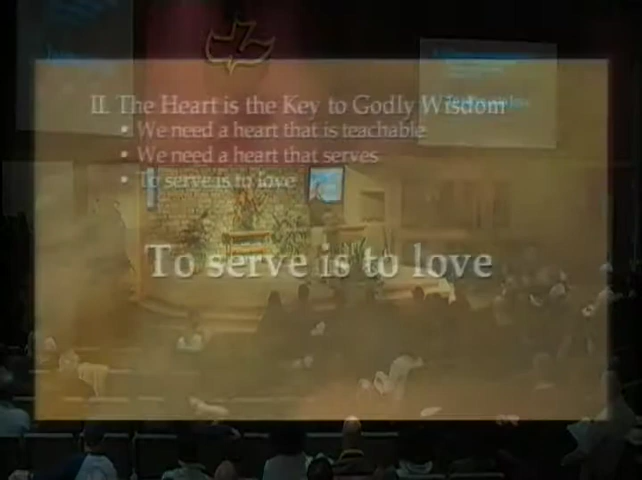 II. The Heart is the Key to Godly Wisdom
• We need a heart that is teachable
• We need a heart that serves
• To serve is to love
To serve is to love